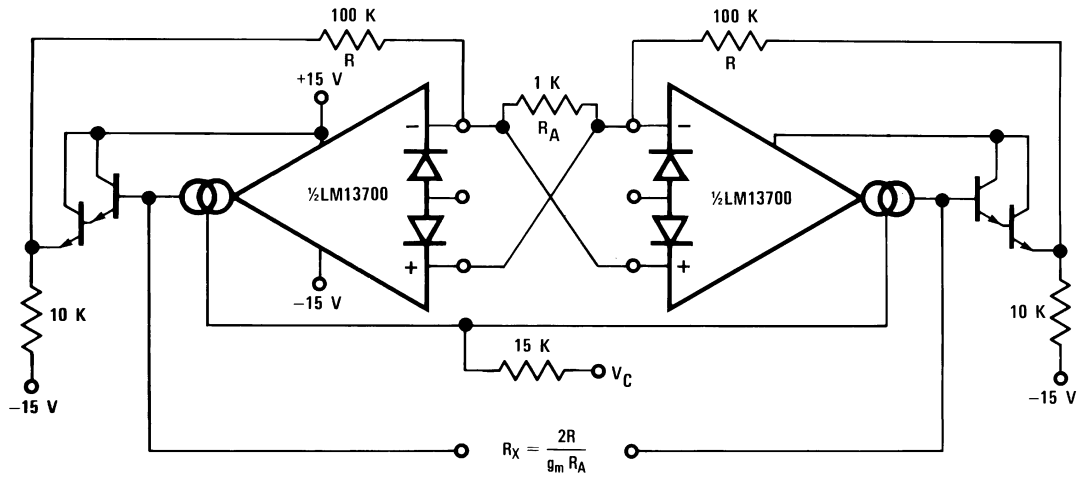 100 K
R
100 K
R
+15 V
1 K
R_A
−
−
½LM13700
½LM13700
+
+
−15 V
10 K
10 K
15 K
V_C
−15 V
−15 V
R_X = 2R / g_m R_A